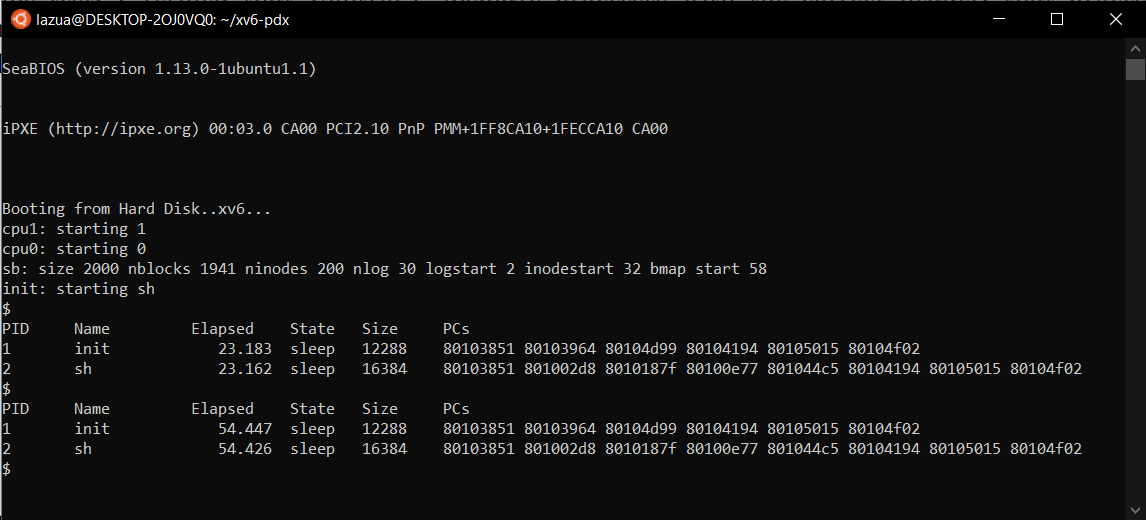 lazua@DESKTOP-2OJ0VQ0: ~/xv6-pdx
SeaBIOS (version 1.13.0-1ubuntu1.1)
iPXE (http://ipxe.org) 00:03.0 CA00 PCI2.10 PnP PMM+1FF8CA10+1FECCA10 CA00
Booting from Hard Disk..xv6...
cpu1: starting 1
cpu0: starting 0
sb: size 2000 nblocks 1941 ninodes 200 nlog 30 logstart 2 inodestart 32 bmap start 58
init: starting sh
$
PID     Name         Elapsed    State   Size     PCs
1       init            23.183  sleep   12288    80103851 80103964 80104d99 80104194 80105015 80104f02
2       sh              23.162  sleep   16384    80103851 801002d8 8010187f 80100e77 801044c5 80104194 80105015 80104f02
$
PID     Name         Elapsed    State   Size     PCs
1       init            54.447  sleep   12288    80103851 80103964 80104d99 80104194 80105015 80104f02
2       sh              54.426  sleep   16384    80103851 801002d8 8010187f 80100e77 801044c5 80104194 80105015 80104f02
$